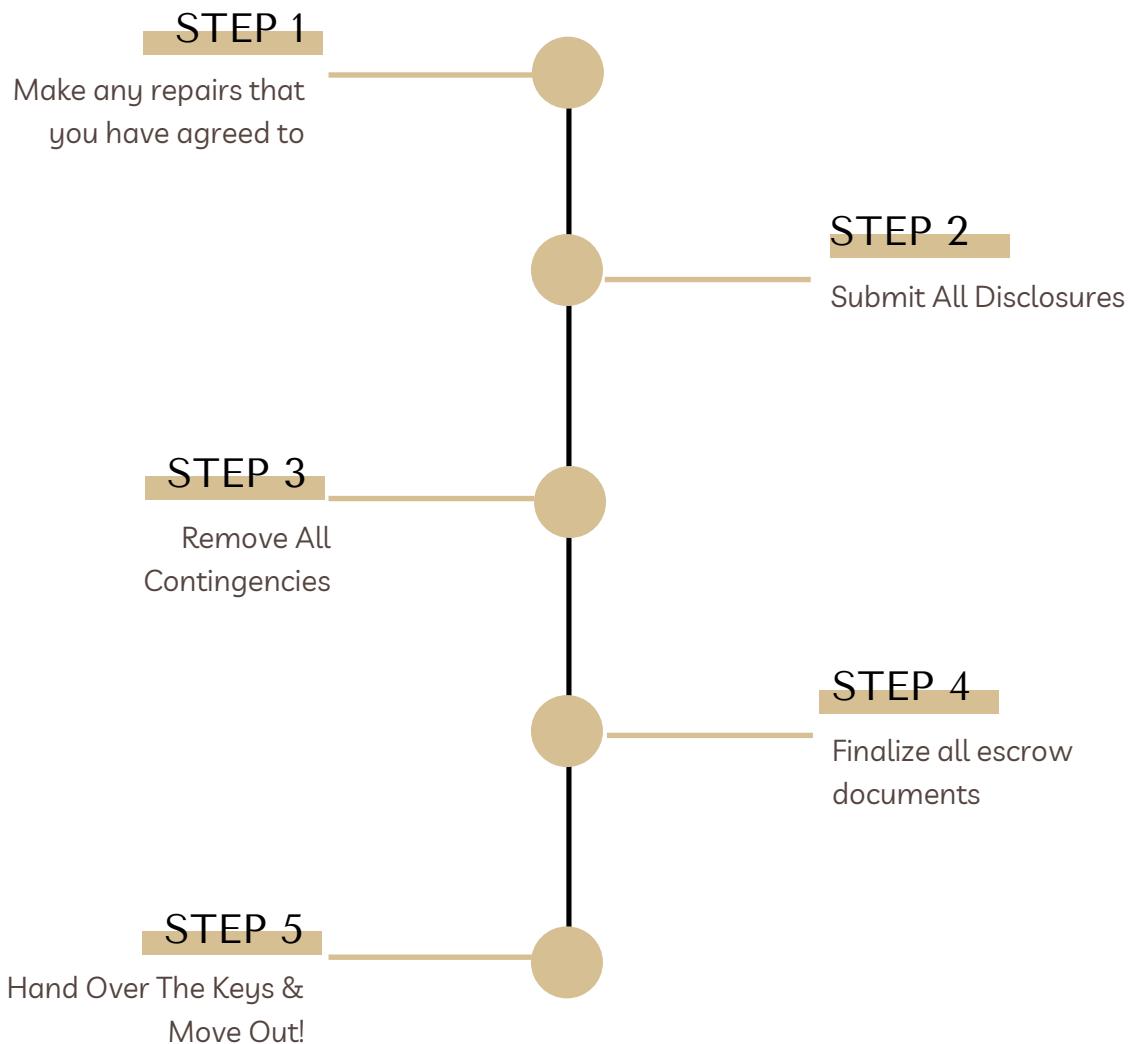 STEP 1
Make any repairs that
you have agreed to
STEP 2
Submit All Disclosures
STEP 3
Remove All
Contingencies
STEP 4
Finalize all escrow
documents
STEP 5
Hand Over The Keys &
Move Out!